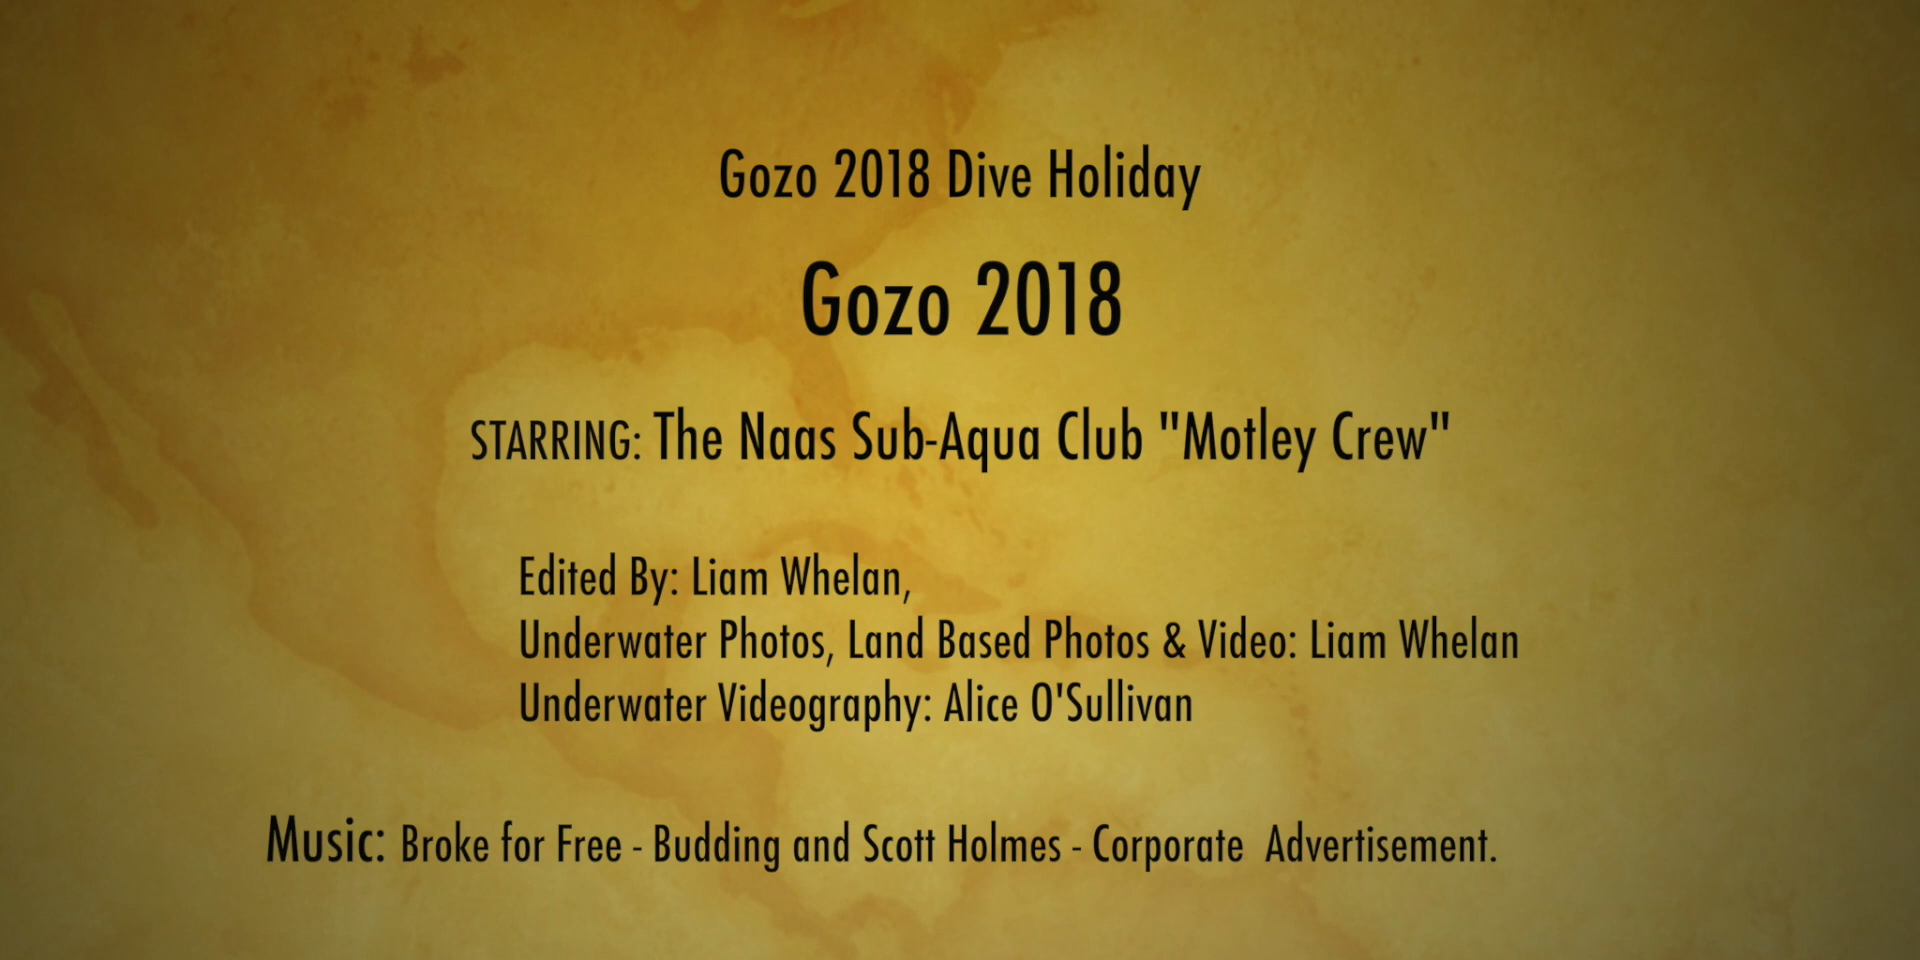 Gozo 2018 Dive Holiday
Gozo 2018
STARRING: The Naas Sub-Aqua Club "Motley Crew"
Edited By: Liam Whelan,
Underwater Photos, Land Based Photos & Video: Liam Whelan
Underwater Videography: Alice O'Sullivan
Music: Broke for Free - Budding and Scott Holmes - Corporate  Advertisement.